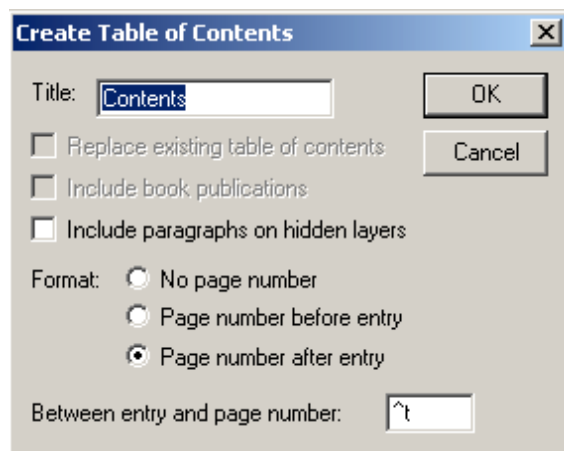 Create Table of Contents
Title: Contents
OK
Replace existing table of contents
Cancel
Include book publications
Include paragraphs on hidden layers
Format: No page number
Page number before entry
Page number after entry
Between entry and page number: ^t